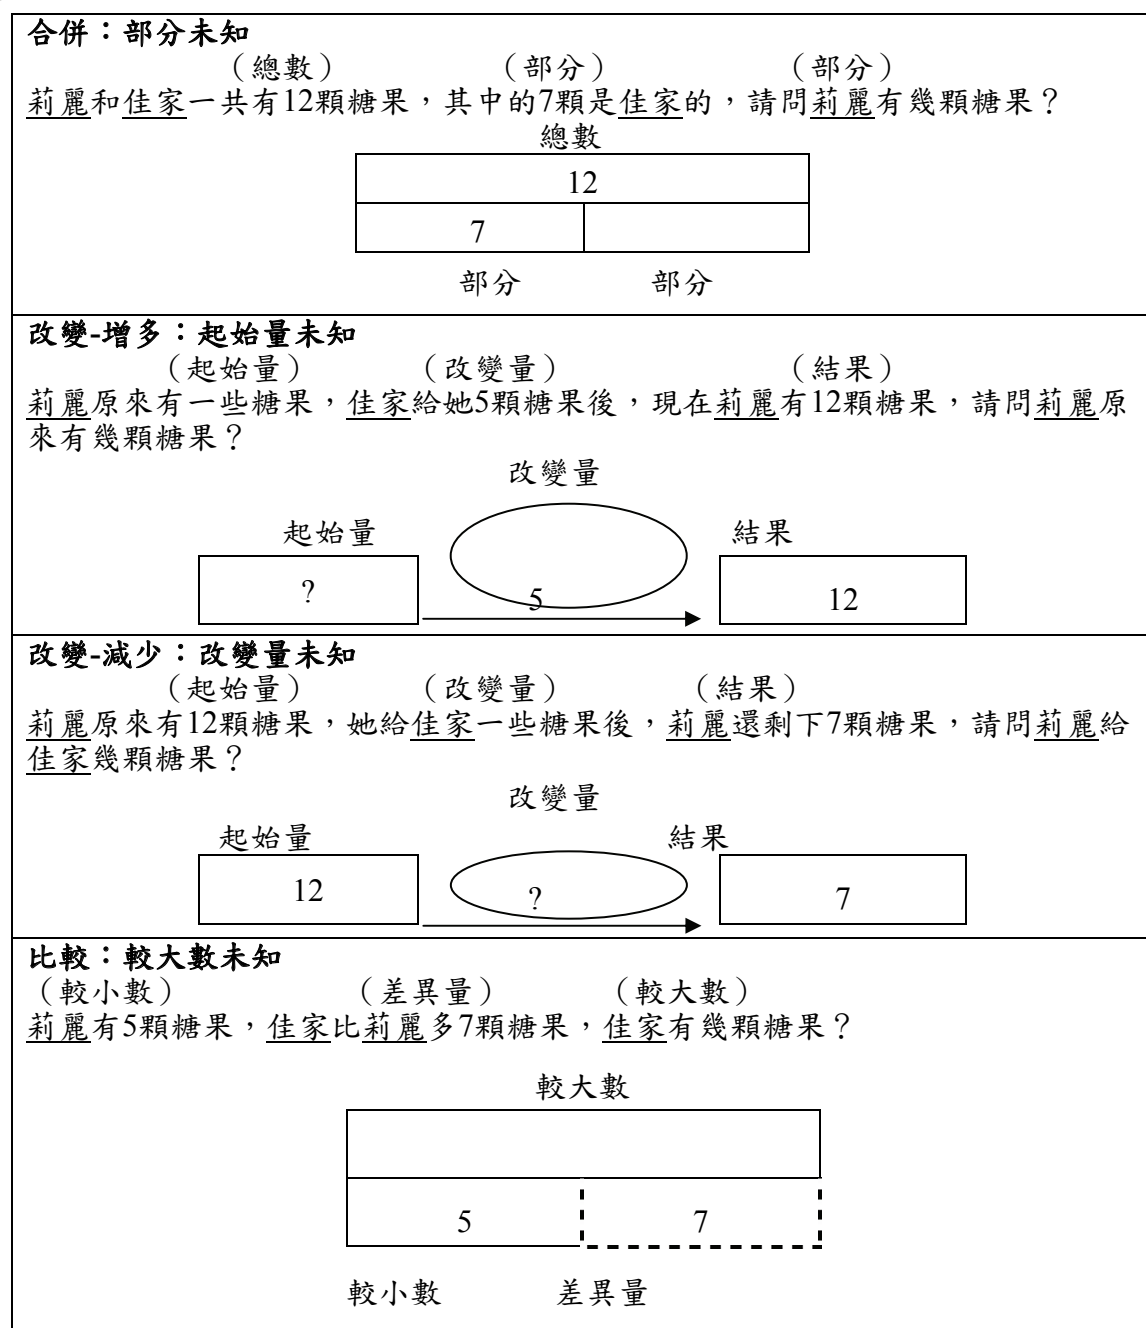 合併：部分未知
（總數） （部分） （部分）
莉麗和佳家一共有12顆糖果，其中的7顆是佳家的，請問莉麗有幾顆糖果？
總數
12
7
部分 部分
改變-增多：起始量未知
（起始量） （改變量） （結果）
莉麗原來有一些糖果，佳家給她5顆糖果後，現在莉麗有12顆糖果，請問莉麗原
來有幾顆糖果？
改變量
起始量 結果
? 5 12
改變-減少：改變量未知
（起始量） （改變量） （結果）
莉麗原來有12顆糖果，她給佳家一些糖果後，莉麗還剩下7顆糖果，請問莉麗給
佳家幾顆糖果？
改變量
起始量 結果
12 ? 7
比較：較大數未知
（較小數） （差異量） （較大數）
莉麗有5顆糖果，佳家比莉麗多7顆糖果，佳家有幾顆糖果？
較大數
5 7
較小數 差異量